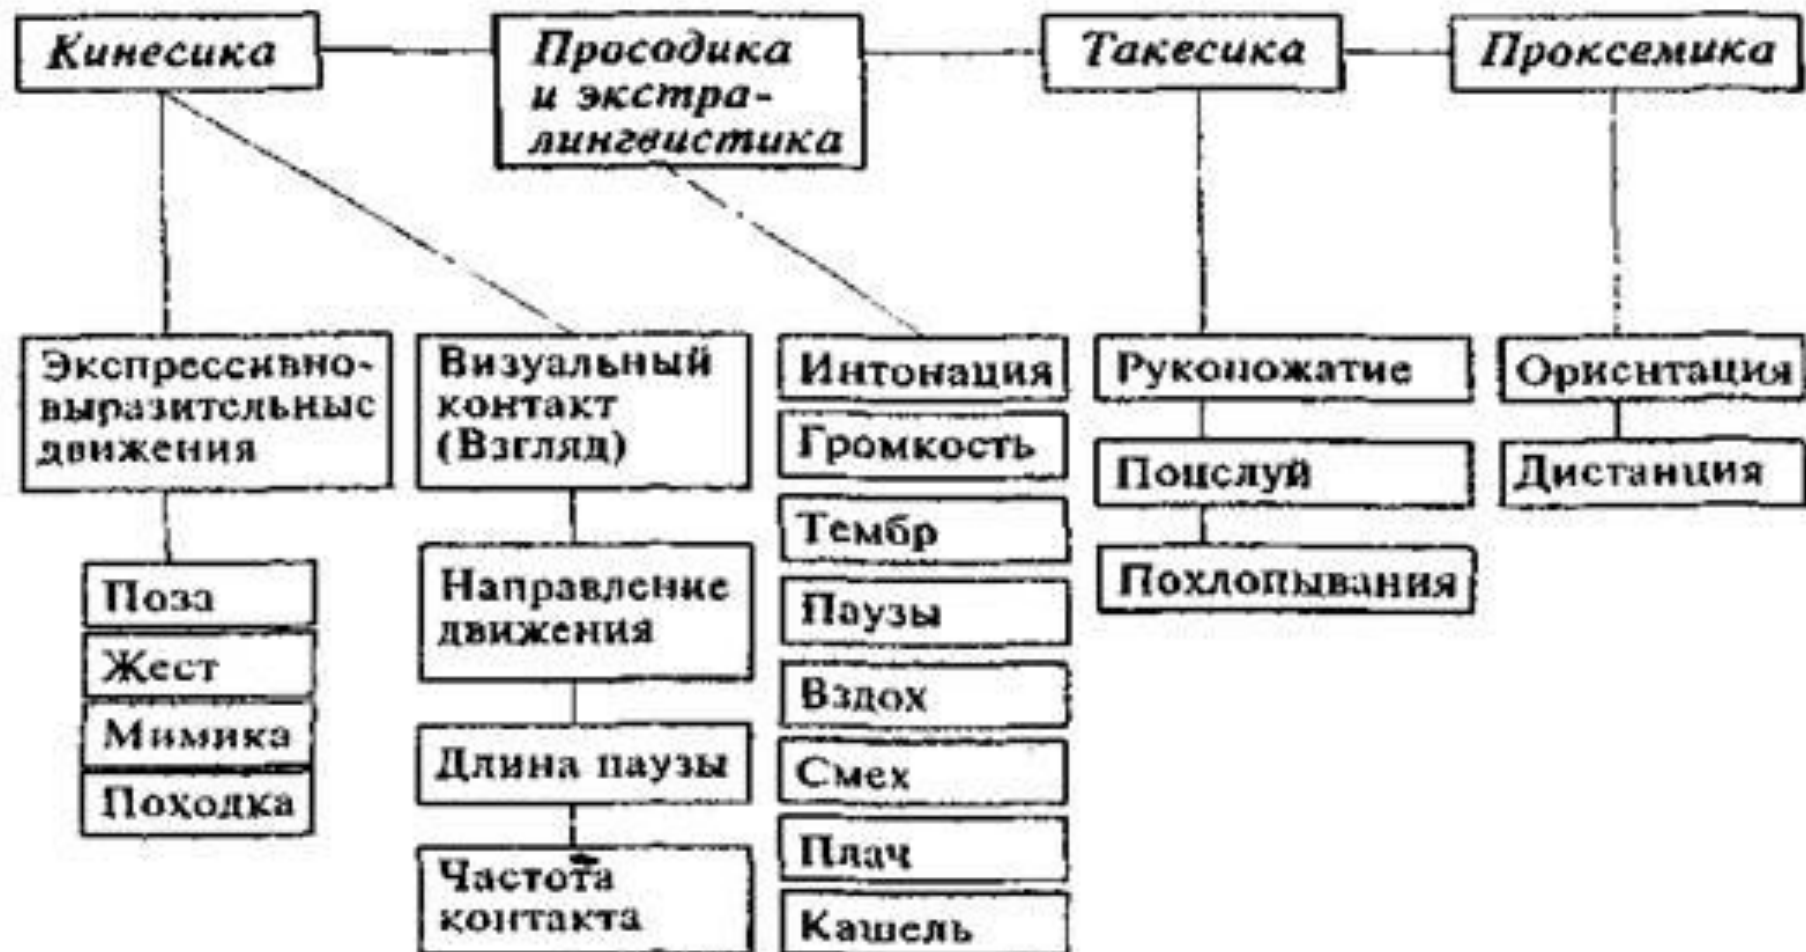 Кинесика
Просодика
и экстра-
лингвистика
Такесика
Проксемика
Экспрессивно-
выразительные
движения
Поза
Жест
Мимика
Походка
Визуальный
контакт
(Взгляд)
Направление
движения
Длина паузы
Частота
контакта
Интонация
Громкость
Тембр
Паузы
Вздох
Смех
Плач
Кашель
Рукопожатие
Поцелуй
Похлопывания
Ориентация
Дистанция